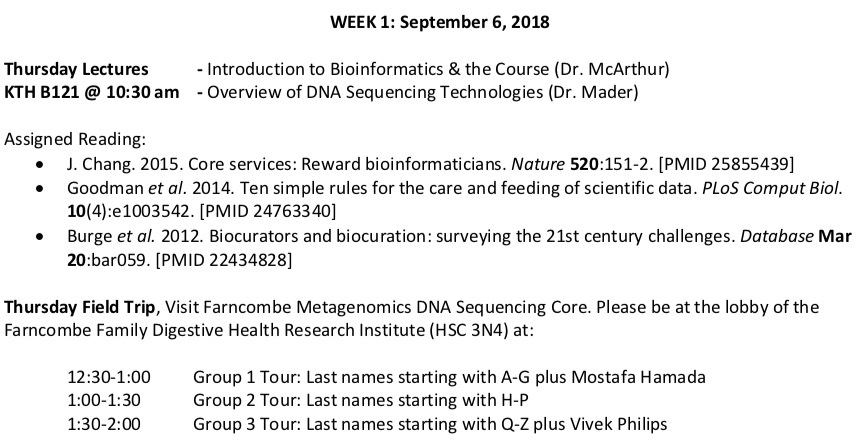 WEEK 1: September 6, 2018
Thursday Lectures - Introduction to Bioinformatics & the Course (Dr. McArthur)
KTH B121 @ 10:30 am - Overview of DNA Sequencing Technologies (Dr. Mader)
Assigned Reading:
• J. Chang. 2015. Core services: Reward bioinformaticians. Nature 520:151-2. [PMID 25855439]
• Goodman et al. 2014. Ten simple rules for the care and feeding of scientific data. PLoS Comput Biol.
10(4):e1003542. [PMID 24763340]
• Burge et al. 2012. Biocurators and biocuration: surveying the 21st century challenges. Database Mar
20:bar059. [PMID 22434828]
Thursday Field Trip, Visit Farncombe Metagenomics DNA Sequencing Core. Please be at the lobby of the
Farncombe Family Digestive Health Research Institute (HSC 3N4) at:
12:30-1:00 Group 1 Tour: Last names starting with A-G plus Mostafa Hamada
1:00-1:30 Group 2 Tour: Last names starting with H-P
1:30-2:00 Group 3 Tour: Last names starting with Q-Z plus Vivek Philips